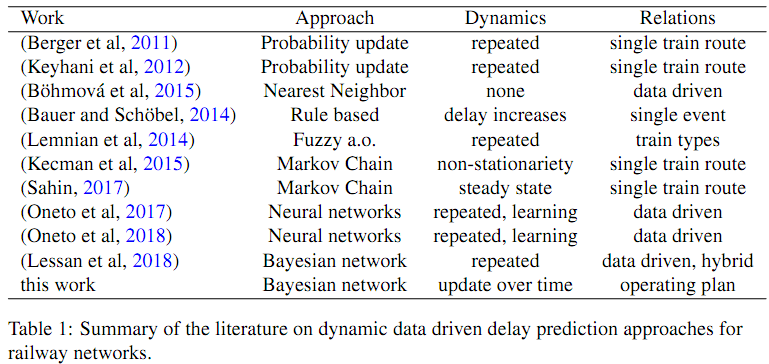 Work Approach Dynamics Relations
(Berger et al, 2011) Probability update repeated single train route
(Keyhani et al, 2012) Probability update repeated single train route
(Böhmová et al, 2015) Nearest Neighbor none data driven
(Bauer and Schöbel, 2014) Rule based delay increases single event
(Lemnian et al, 2014) Fuzzy a.o. repeated train types
(Kecman et al, 2015) Markov Chain non-stationariety single train route
(Sahin, 2017) Markov Chain steady state single train route
(Oneto et al, 2017) Neural networks repeated, learning data driven
(Oneto et al, 2018) Neural networks repeated, learning data driven
(Lessan et al, 2018) Bayesian network repeated data driven, hybrid
this work Bayesian network update over time operating plan
Table 1: Summary of the literature on dynamic data driven delay prediction approaches for
railway networks.